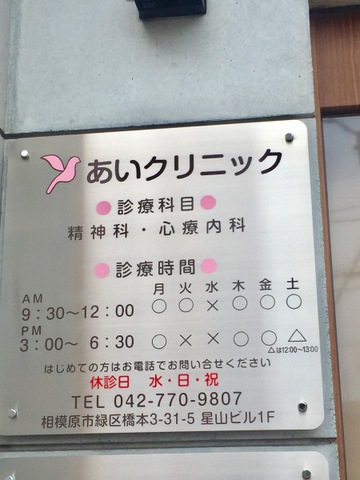 あいクリニック
●診療科目●
精神科・心療内科
●診療時間●
月 火 水 木 金 土
AM
9:30～12:00 ○ ○ × ○ ○ ○
PM
3:00～ 6:30 ○ × × ○ ○ △
△は12:00~13:00
はじめての方はお電話でお問い合せください
休診日 水・日・祝
TEL 042-770-9807
相模原市緑区橋本3-31-5 星山ビル1F